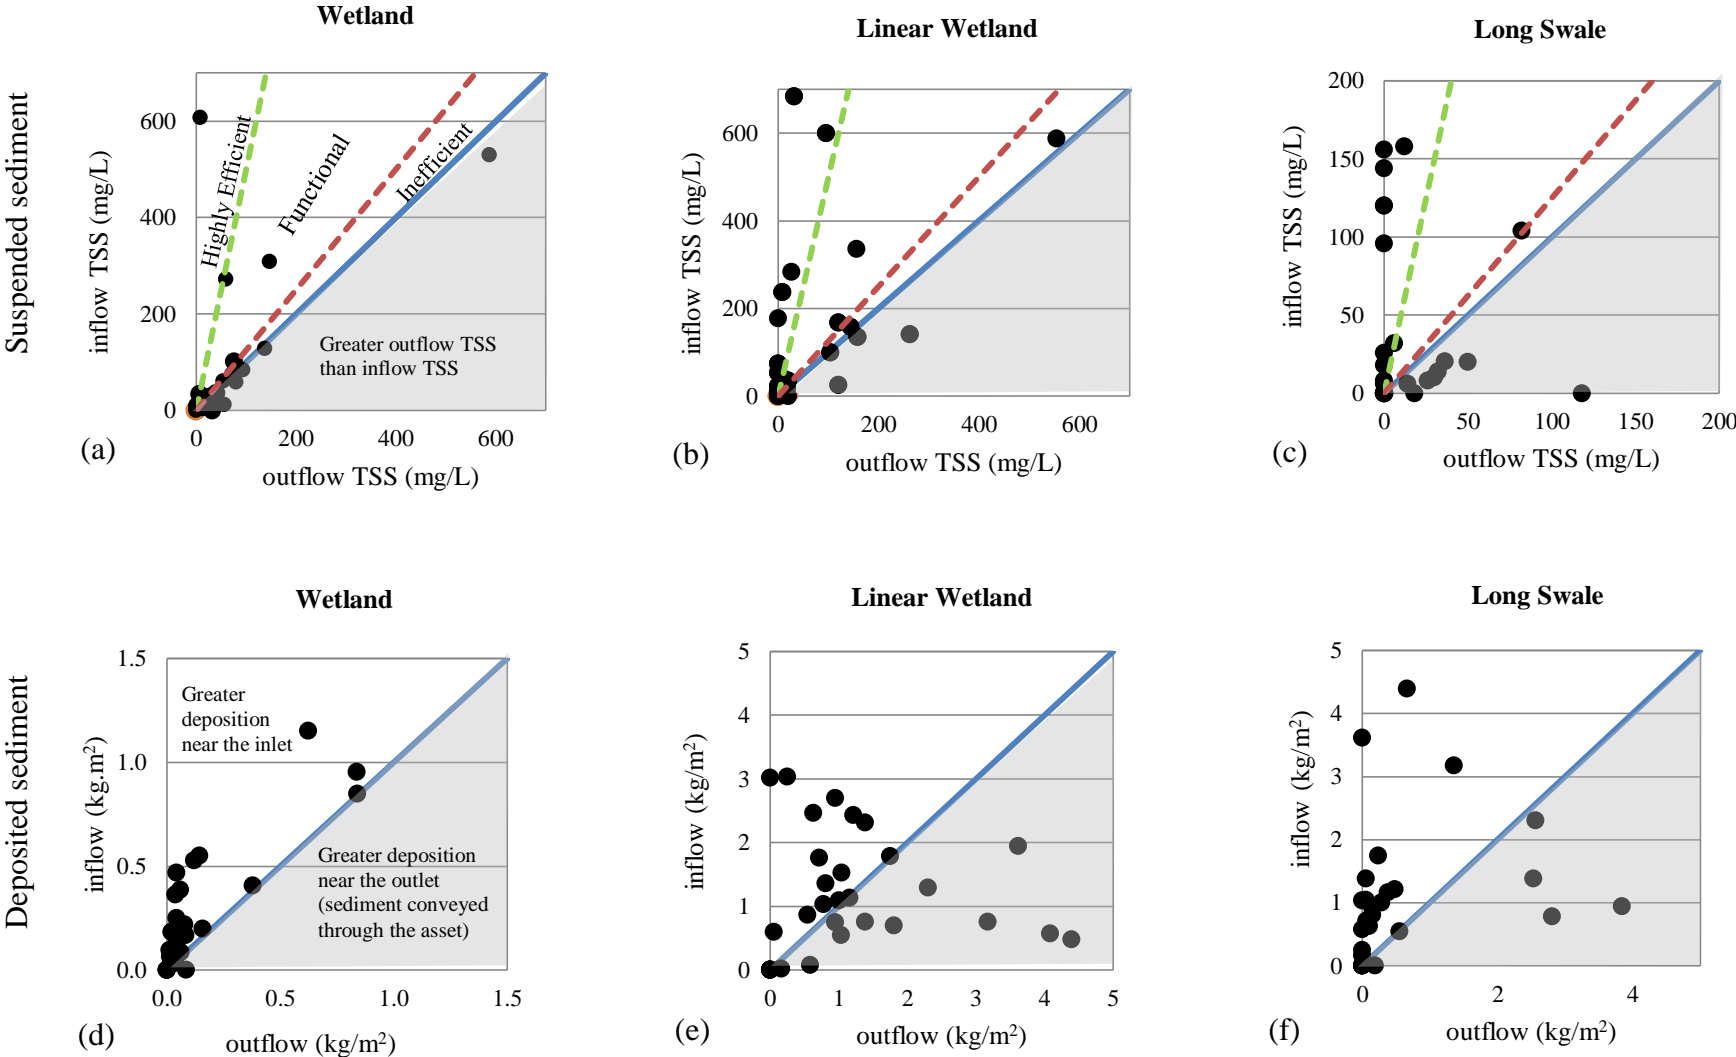 Wetland
Linear Wetland
Long Swale
Suspended sediment
inflow TSS (mg/L)
600
400
200
0
Highly Efficient
Functional
Inefficient
Greater outflow TSS
than inflow TSS
0 200 400 600
(a)
outflow TSS (mg/L)
inflow TSS (mg/L)
600
400
200
0
0 200 400 600
(b)
outflow TSS (mg/L)
inflow TSS (mg/L)
200
150
100
50
0
0 50 100 150 200
(c)
outflow TSS (mg/L)
Wetland
Linear Wetland
Long Swale
Deposited sediment
inflow (kg.m²)
1.5
1.0
0.5
0.0
Greater
deposition
near the inlet
Greater deposition
near the outlet
(sediment conveyed
through the asset)
0.0 0.5 1.0 1.5
(d)
outflow (kg/m²)
inflow (kg/m²)
5
4
3
2
1
0
0 1 2 3 4 5
(e)
outflow (kg/m²)
inflow (kg/m²)
5
4
3
2
1
0
0 2 4
(f)
outflow (kg/m²)